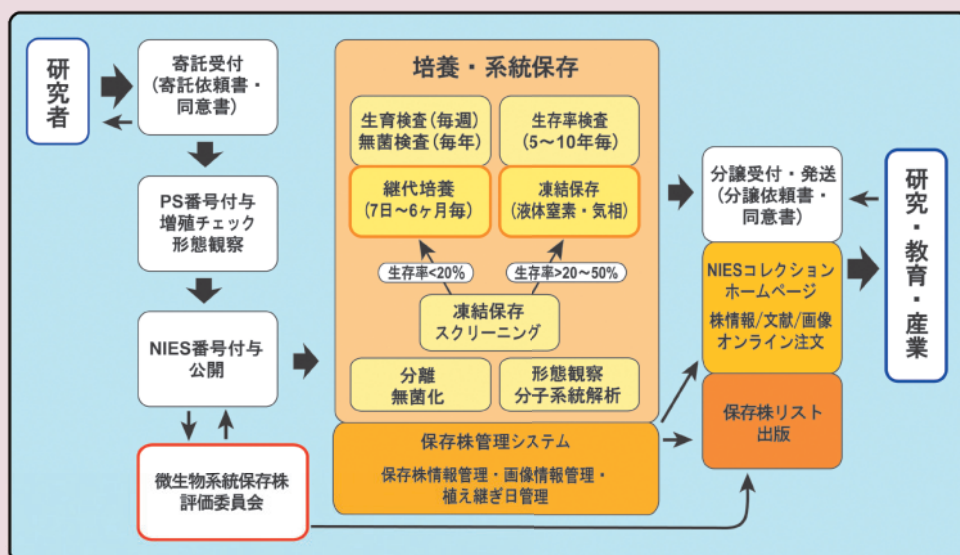 研究者
寄託受付
(寄託依頼書・
同意書)
PS番号付与
増殖チェック
形態観察
NIES番号付与
公開
微生物系統保存株
評価委員会
培養・系統保存
生育検査(毎週)
無菌検査(毎年)
生存率検査
(5〜10年毎)
継代培養
(7日〜6ヶ月毎)
凍結保存
(液体窒素・気相)
生存率<20%
生存率>20〜50%
凍結保存
スクリーニング
分離
無菌化
形態観察
分子系統解析
保存株管理システム
保存株情報管理・画像情報管理・
植え継ぎ日管理
分譲受付・発送
(分譲依頼書・
同意書)
NIESコレクション
ホームページ
株情報/文献/画像
オンライン注文
保存株リスト
出版
研究・教育・産業